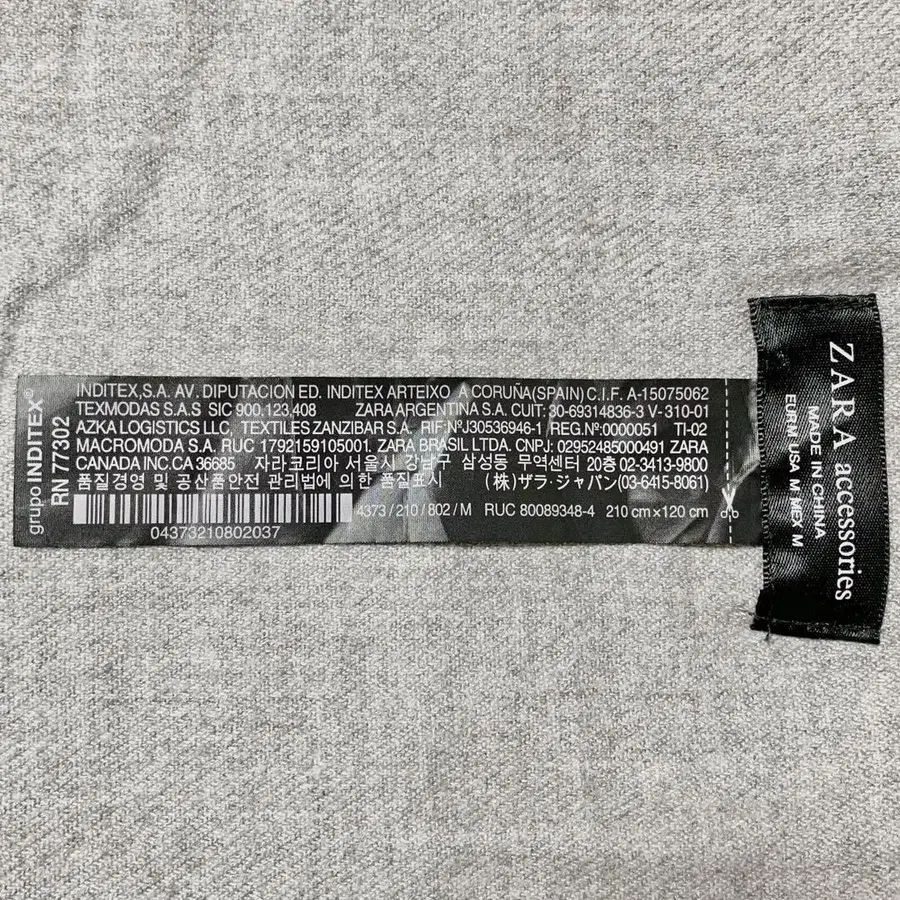 grupo INDITEX®
RN 77302
INDITEX,S.A. AV. DIPUTACION ED. INDITEX ARTEIXO A CORUÑA(SPAIN) C.I.F. A-15075062
TEXMODAS S.A.S SIC 900.123.408 ZARA ARGENTINA S.A. CUIT: 30-69314836-3 V-310-01
AZKA LOGISTICS LLC, TEXTILES ZANZIBAR S.A. RIF:NºJ30536946-1 / REG.Nº:0000051 TI-02
MACROMODA S.A. RUC 1792159105001. ZARA BRASIL LTDA. CNPJ: 02952485000491 ZARA
CANADA INC.CA 36685 자라코리아 서울시 강남구 삼성동 무역센터 20층 02-3413-9800
품질경영 및 공산품안전 관리법에 의한 품질표시 (株)ザラ・ジャパン(03-6415-8061)
4373 / 210 / 802 / M RUC 80089348-4 210 cm×120 cm
04373210802037
ZARA accessories
MADE IN CHINA
EUR M USA M MEX M